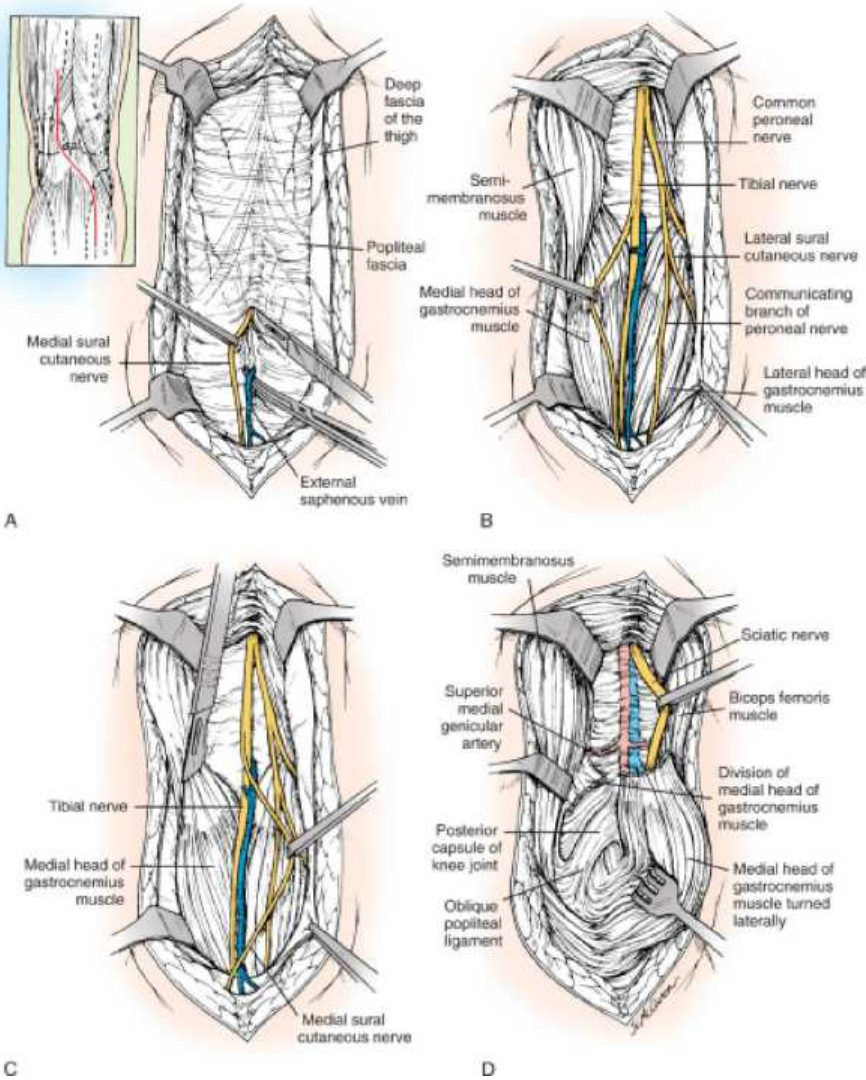 Deep
fascia
of the
thigh
Popliteal
fascia
Medial sural
cutaneous
nerve
External
saphenous vein
A
Common
peroneal
nerve
Tibial nerve
Semi-
membranosus
muscle
Lateral sural
cutaneous nerve
Medial head of
gastrocnemius
muscle
Communicating
branch of
peroneal nerve
Lateral head of
gastrocnemius
muscle
B
Tibial nerve
Medial head of
gastrocnemius
muscle
Medial sural
cutaneous nerve
C
Semimembranosus
muscle
Sciatic nerve
Superior
medial
genicular
artery
Biceps femoris
muscle
Division of
medial head of
gastrocnemius
muscle
Posterior
capsule of
knee joint
Medial head of
gastrocnemius
muscle turned
laterally
Oblique
popliteal
ligament
D